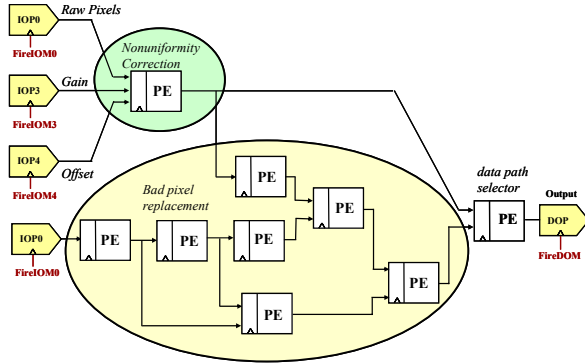 IOP0
Raw Pixels
FireIOM0
Nonuniformity
Correction
IOP3
Gain
PE
FireIOM3
IOP4
Offset
FireIOM4
Bad pixel
replacement
PE
PE
data path
selector
Output
IOP0
PE
PE
PE
PE
DOP
FireIOM0
FireDOM
PE
PE